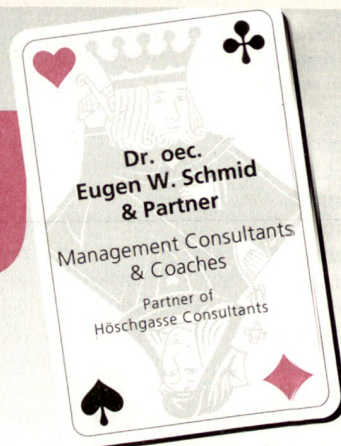 Dr. oec.
Eugen W. Schmid
& Partner
Management Consultants
& Coaches
Partner of
Höschgasse Consultants